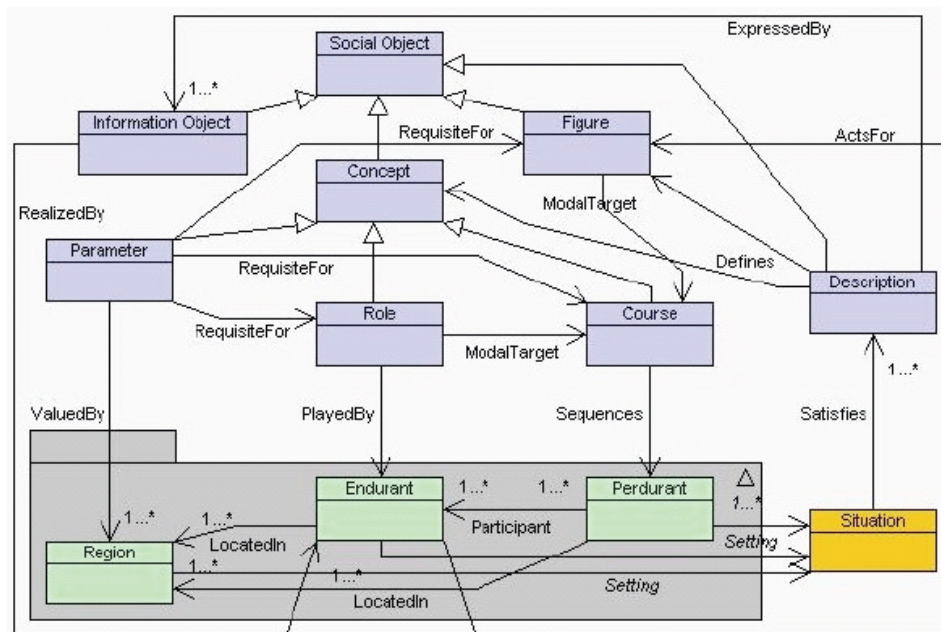 ExpressedBy
Social Object
1...*
Information Object
RequisiteFor
Figure
ActsFor
Concept
ModalTarget
RealizedBy
Parameter
RequisiteFor
Defines
Description
RequisiteFor
Role
Course
ModalTarget
1...*
ValuedBy
PlayedBy
Sequences
Satisfies
Endurant
1...*
1...*
Perdurant
1...*
1...*
1...*
Participant
Situation
Region
LocatedIn
Setting
1...*
1...*
Setting
LocatedIn